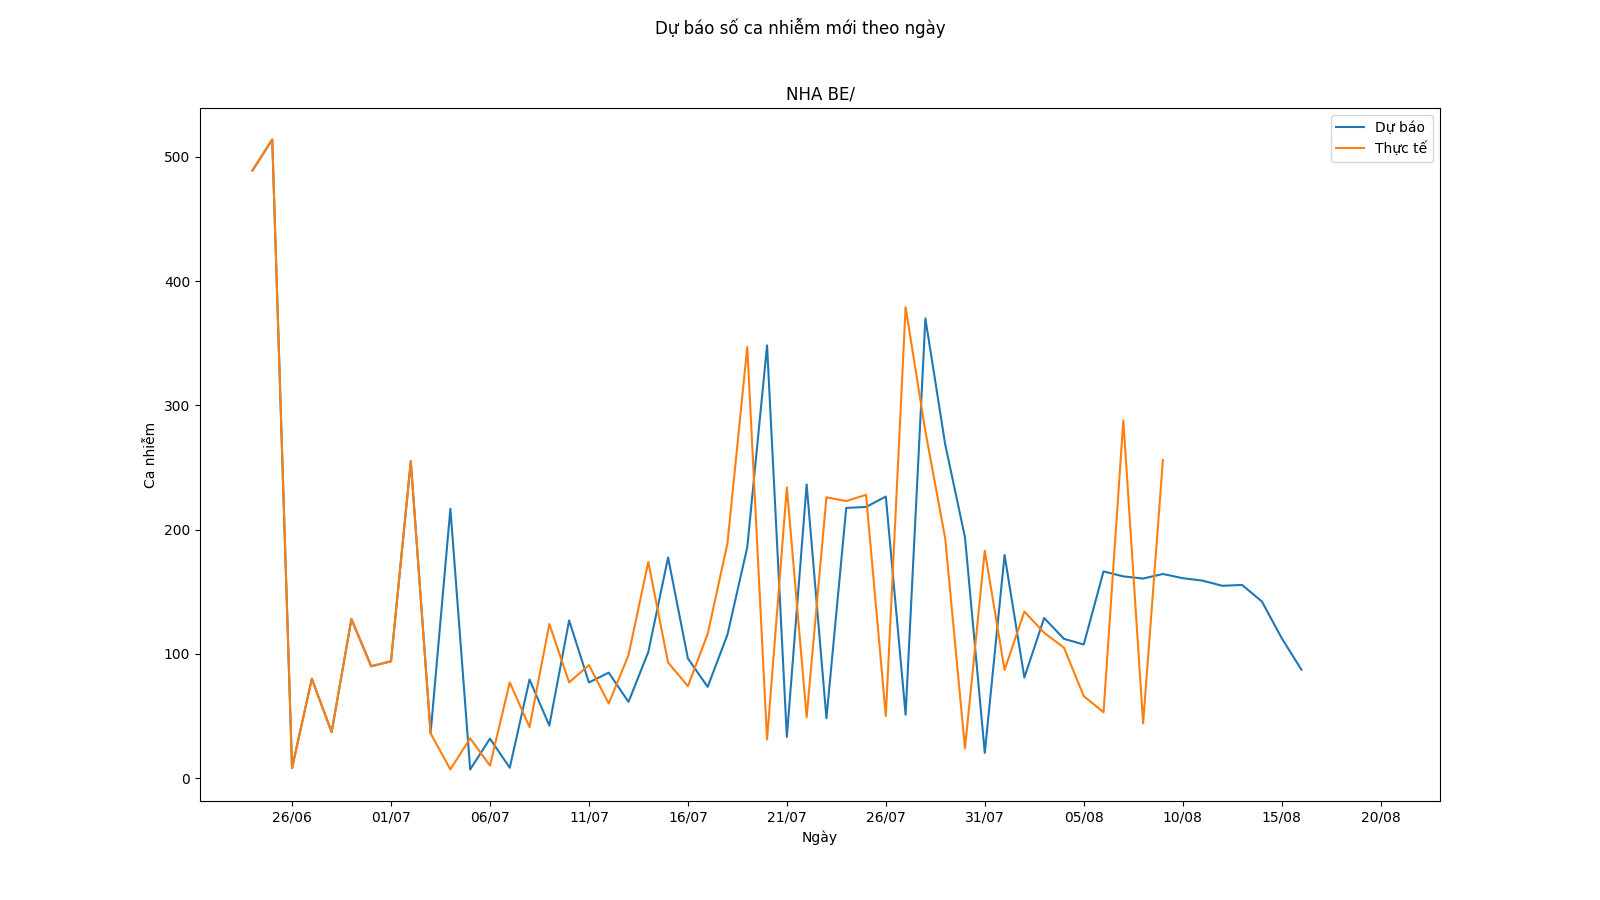 Dự báo số ca nhiễm mới theo ngày
NHA BE/
Dự báo
Thực tế
500
400
300
200
100
0
Ca nhiễm
26/06 01/07 06/07 11/07 16/07 21/07 26/07 31/07 05/08 10/08 15/08 20/08
Ngày